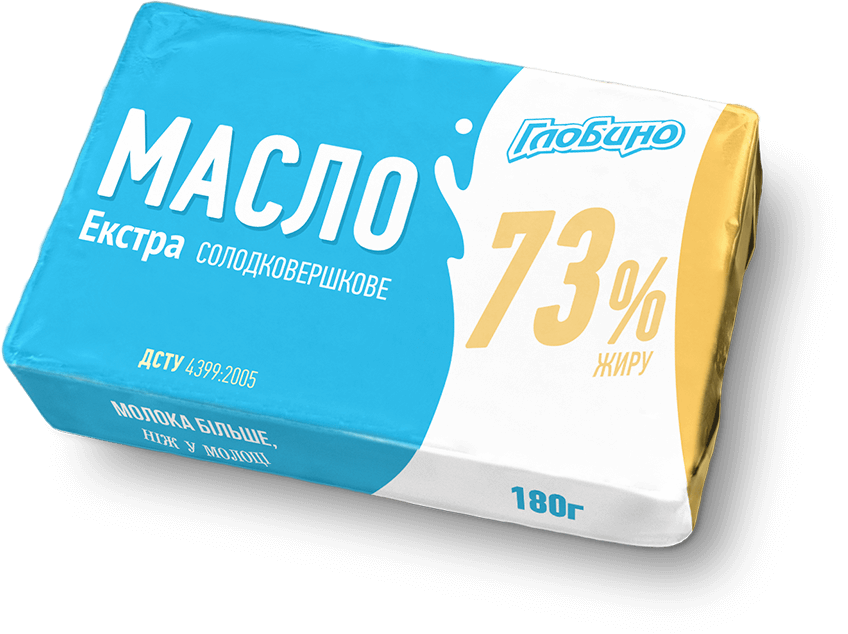 МАСЛО
Екстра СОЛОДКОВЕРШКОВЕ
ДСТУ 4399:2005
Глобино
73%
ЖИРУ
МОЛОКА БІЛЬШЕ,
НІЖ У МОЛОЦІ
180г